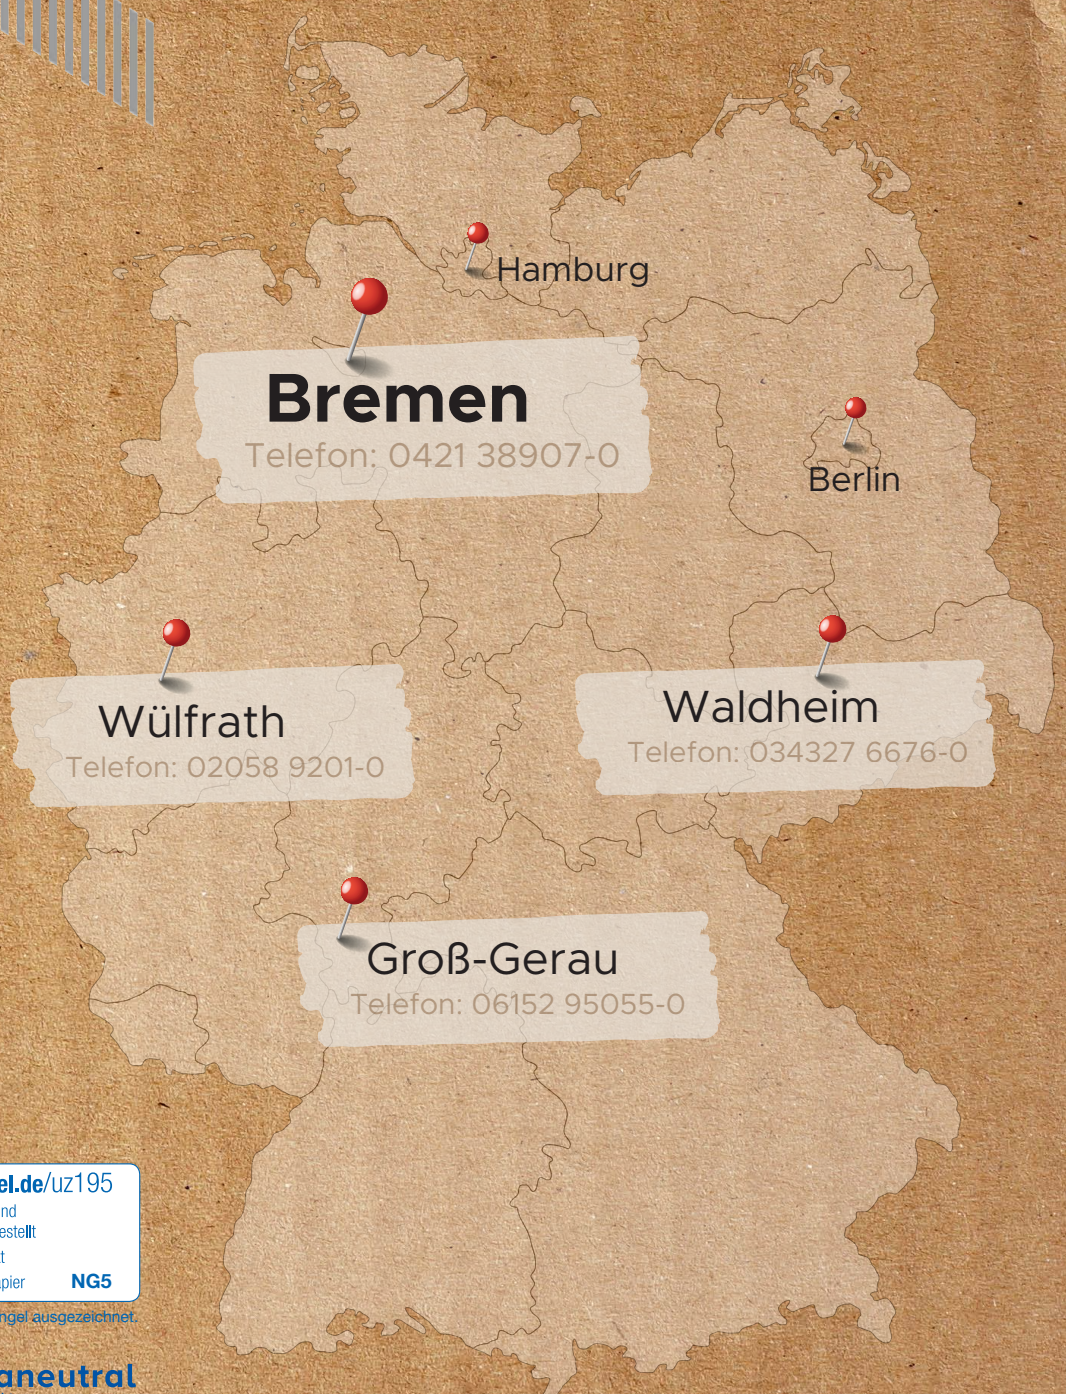 Hamburg
Bremen
Telefon: 0421 38907-0
Berlin
Wülfrath
Telefon: 02058 9201-0
Waldheim
Telefon: 034327 6676-0
Groß-Gerau
Telefon: 06152 95055-0
el.de/uz195
nd
estellt
pier NG5
ngel ausgezeichnet.
aneutral